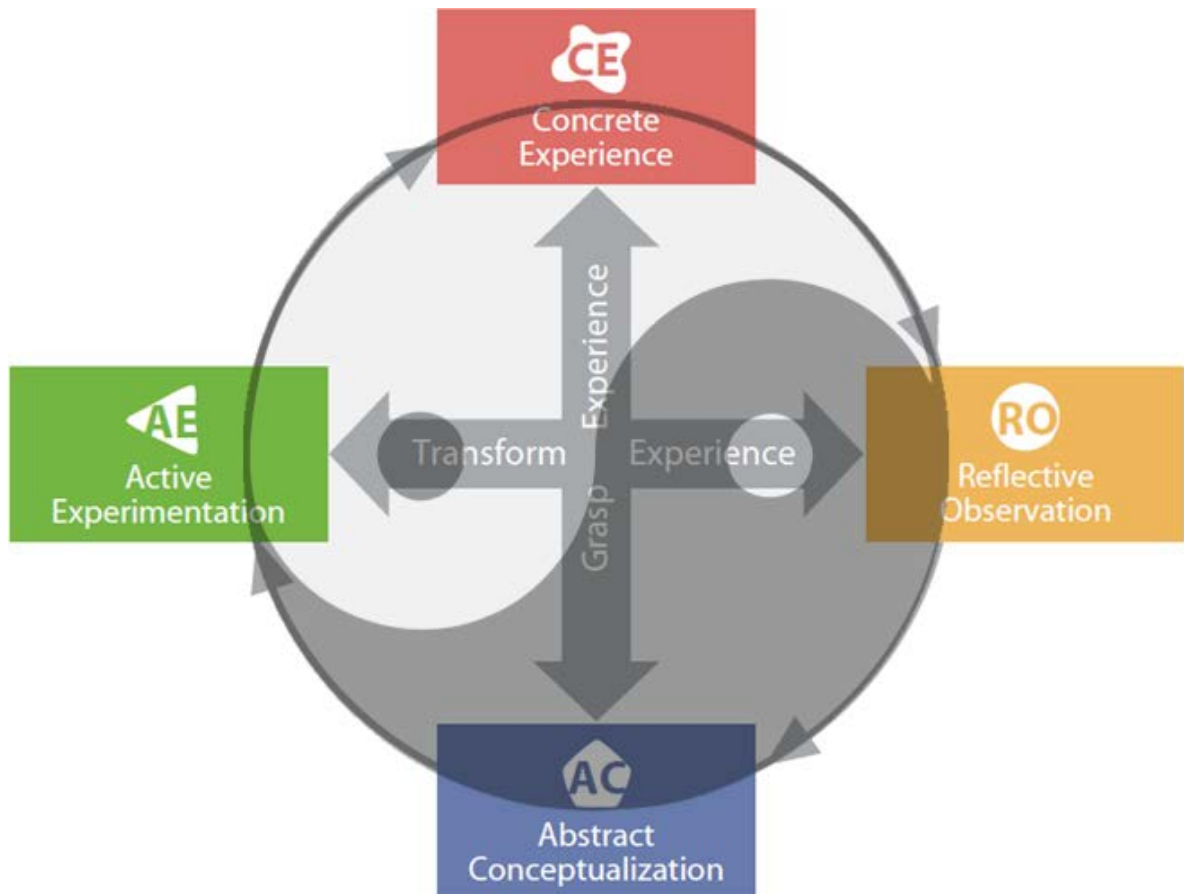 CE
Concrete
Experience
Grasp Experience
AE
Active
Experimentation
Transform Experience
RO
Reflective
Observation
AC
Abstract
Conceptualization